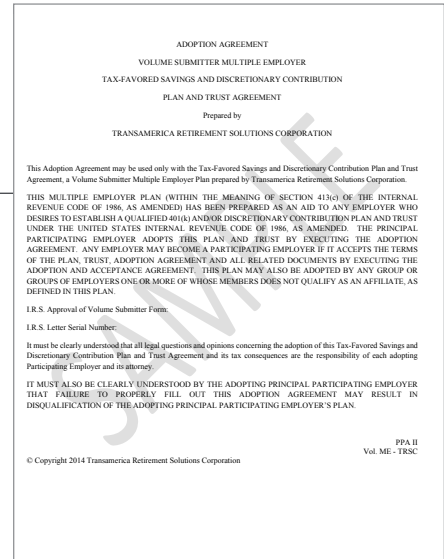 ADOPTION AGREEMENT
VOLUME SUBMITTER MULTIPLE EMPLOYER
TAX-FAVORED SAVINGS AND DISCRETIONARY CONTRIBUTION
PLAN AND TRUST AGREEMENT
Prepared by
TRANSAMERICA RETIREMENT SOLUTIONS CORPORATION
This Adoption Agreement may be used only with the Tax-Favored Savings and Discretionary Contribution Plan and Trust
Agreement, a Volume Submitter Multiple Employer Plan prepared by Transamerica Retirement Solutions Corporation.
THIS MULTIPLE EMPLOYER PLAN (WITHIN THE MEANING OF SECTION 413(c) OF THE INTERNAL
REVENUE CODE OF 1986, AS AMENDED) HAS BEEN PREPARED AS AN AID TO ANY EMPLOYER WHO
DESIRES TO ESTABLISH A QUALIFIED 401(k) AND/OR DISCRETIONARY CONTRIBUTION PLAN AND TRUST
UNDER THE UNITED STATES INTERNAL REVENUE CODE OF 1986, AS AMENDED. THE PRINCIPAL
PARTICIPATING EMPLOYER ADOPTS THIS PLAN AND TRUST BY EXECUTING THE ADOPTION
AGREEMENT. ANY EMPLOYER MAY BECOME A PARTICIPATING EMPLOYER IF IT ACCEPTS THE TERMS
OF THE PLAN, TRUST, ADOPTION AGREEMENT AND ALL RELATED DOCUMENTS BY EXECUTING THE
ADOPTION AND ACCEPTANCE AGREEMENT. THIS PLAN MAY ALSO BE ADOPTED BY ANY GROUP OR
GROUPS OF EMPLOYERS ONE OR MORE OF WHOSE MEMBERS DOES NOT QUALIFY AS AN AFFILIATE, AS
DEFINED IN THIS PLAN.
I.R.S. Approval of Volume Submitter Form:
I.R.S. Letter Serial Number:
It must be clearly understood that all legal questions and opinions concerning the adoption of this Tax-Favored Savings and
Discretionary Contribution Plan and Trust Agreement and its tax consequences are the responsibility of each adopting
Participating Employer and its attorney.
IT MUST ALSO BE CLEARLY UNDERSTOOD BY THE ADOPTING PRINCIPAL PARTICIPATING EMPLOYER
THAT FAILURE TO PROPERLY FILL OUT THIS ADOPTION AGREEMENT MAY RESULT IN
DISQUALIFICATION OF THE ADOPTING PRINCIPAL PARTICIPATING EMPLOYER'S PLAN.
PPA II
Vol. ME - TRSC
© Copyright 2014 Transamerica Retirement Solutions Corporation
SAMPLE